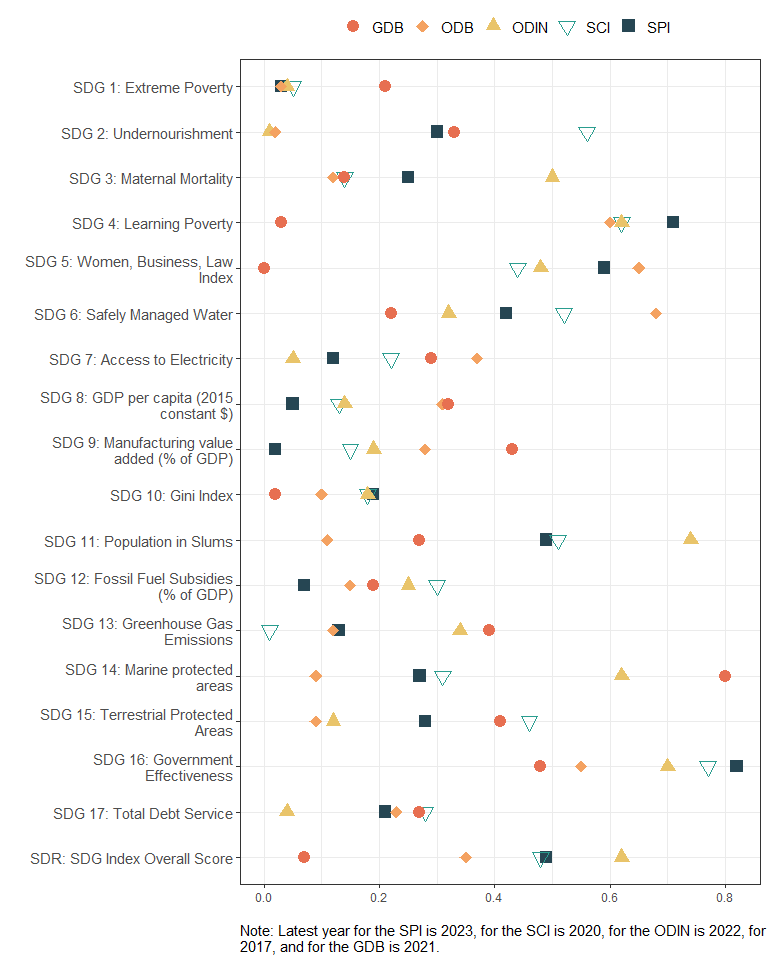 GDB ODB ODIN SCI SPI
SDG 1: Extreme Poverty
SDG 2: Undernourishment
SDG 3: Maternal Mortality
SDG 4: Learning Poverty
SDG 5: Women, Business, Law
Index
SDG 6: Safely Managed Water
SDG 7: Access to Electricity
SDG 8: GDP per capita (2015
constant $)
SDG 9: Manufacturing value
added (% of GDP)
SDG 10: Gini Index
SDG 11: Population in Slums
SDG 12: Fossil Fuel Subsidies
(% of GDP)
SDG 13: Greenhouse Gas
Emissions
SDG 14: Marine protected
areas
SDG 15: Terrestrial Protected
Areas
SDG 16: Government
Effectiveness
SDG 17: Total Debt Service
SDR: SDG Index Overall Score
0.0 0.2 0.4 0.6 0.8
Note: Latest year for the SPI is 2023, for the SCI is 2020, for the ODIN is 2022, for
2017, and for the GDB is 2021.